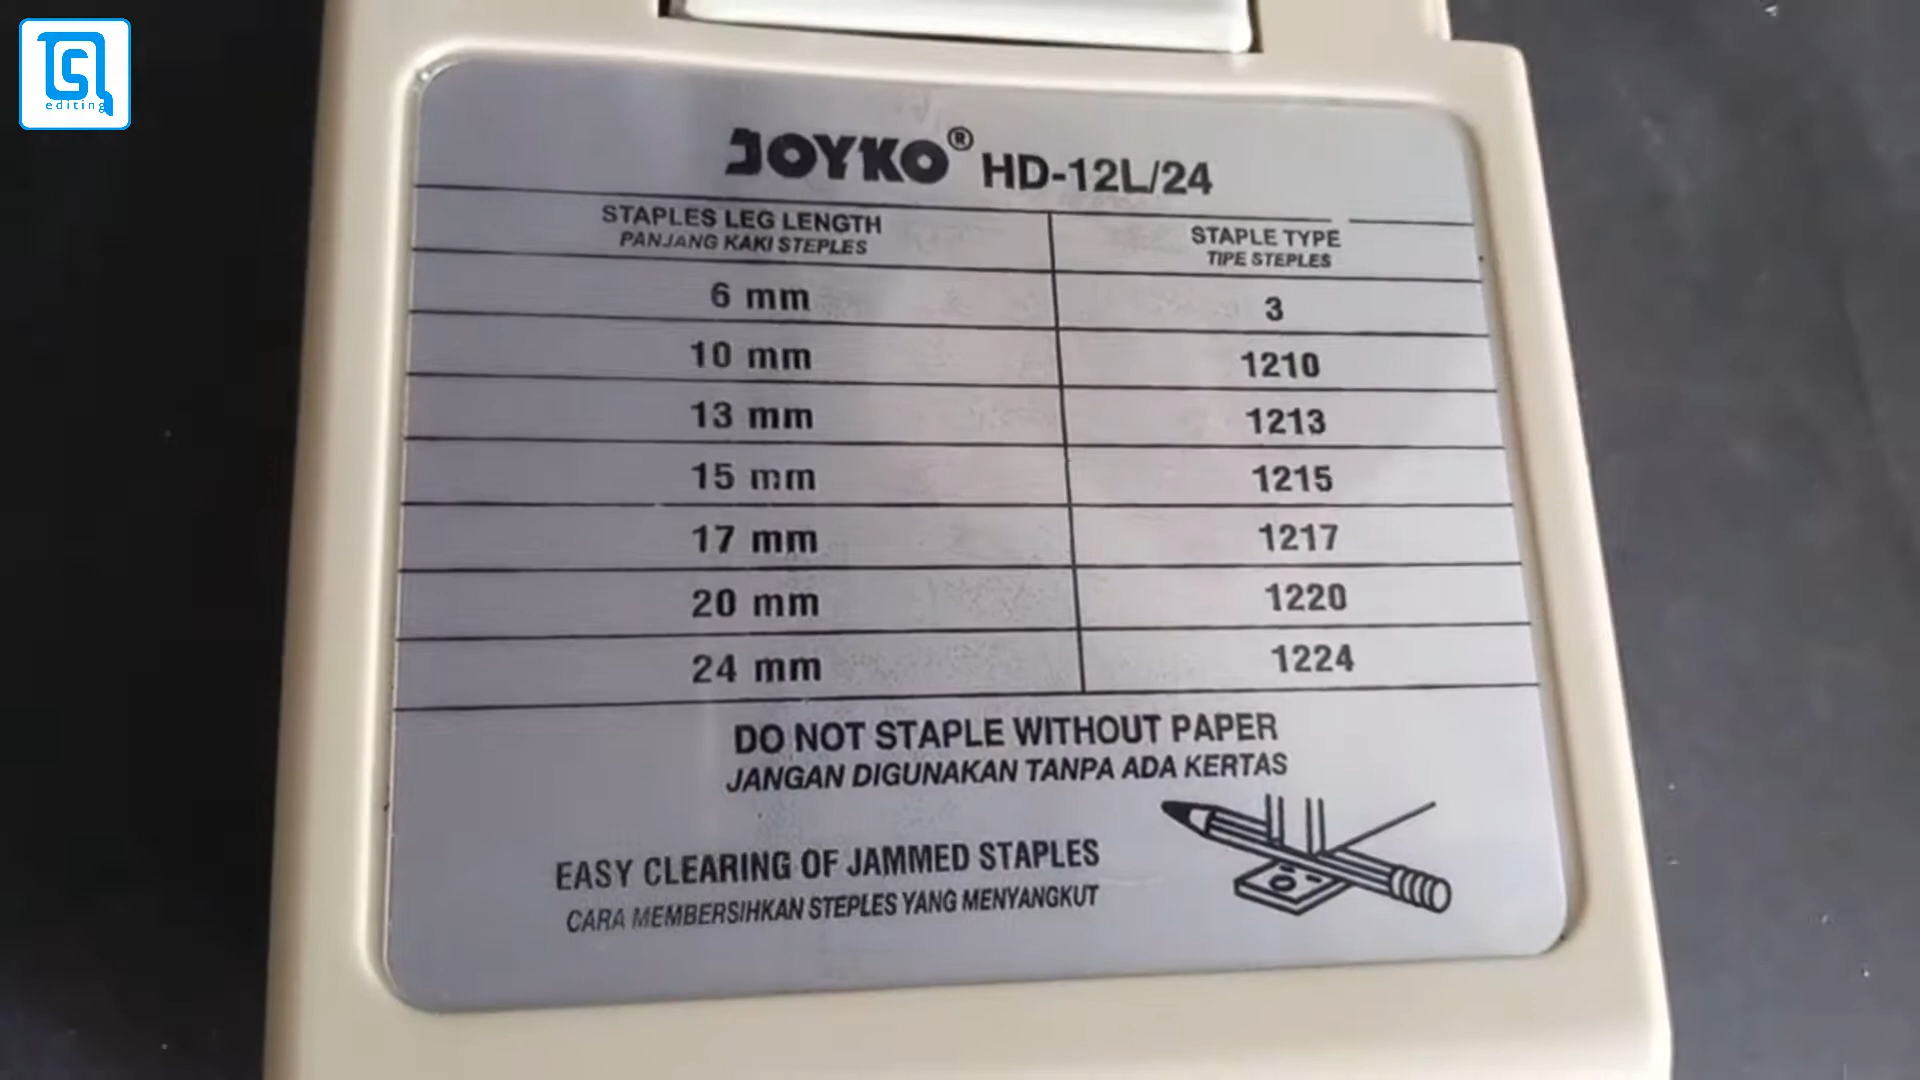 editing
JOYKO® HD-12L/24
STAPLES LEG LENGTH
PANJANG KAKI STEPLES
STAPLE TYPE
TIPE STEPLES
6 mm 3
10 mm 1210
13 mm 1213
15 mm 1215
17 mm 1217
20 mm 1220
24 mm 1224
DO NOT STAPLE WITHOUT PAPER
JANGAN DIGUNAKAN TANPA ADA KERTAS
EASY CLEARING OF JAMMED STAPLES
CARA MEMBERSIHKAN STEPLES YANG MENYANGKUT